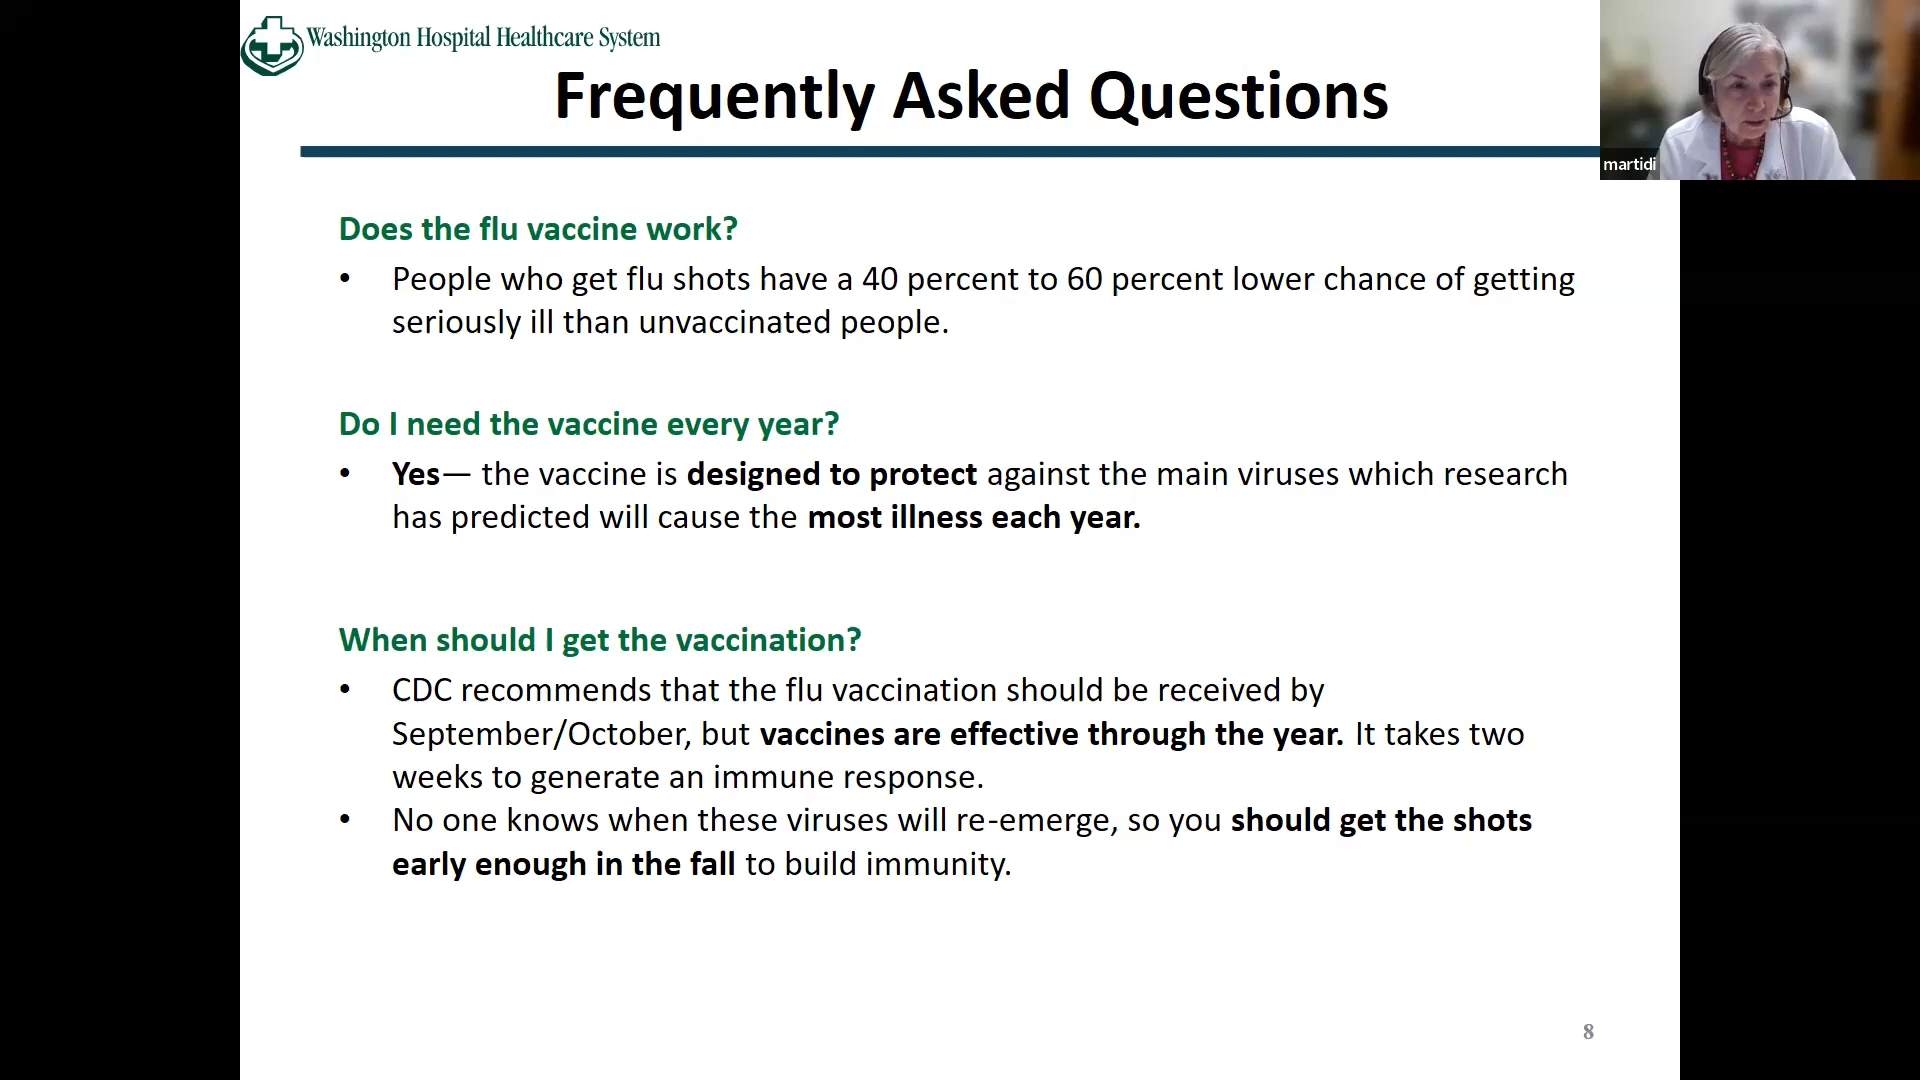 Washington Hospital Healthcare System
Frequently Asked Questions
martidi
Does the flu vaccine work?
• People who get flu shots have a 40 percent to 60 percent lower chance of getting
seriously ill than unvaccinated people.
Do I need the vaccine every year?
• Yes— the vaccine is designed to protect against the main viruses which research
has predicted will cause the most illness each year.
When should I get the vaccination?
• CDC recommends that the flu vaccination should be received by
September/October, but vaccines are effective through the year. It takes two
weeks to generate an immune response.
• No one knows when these viruses will re-emerge, so you should get the shots
early enough in the fall to build immunity.
8